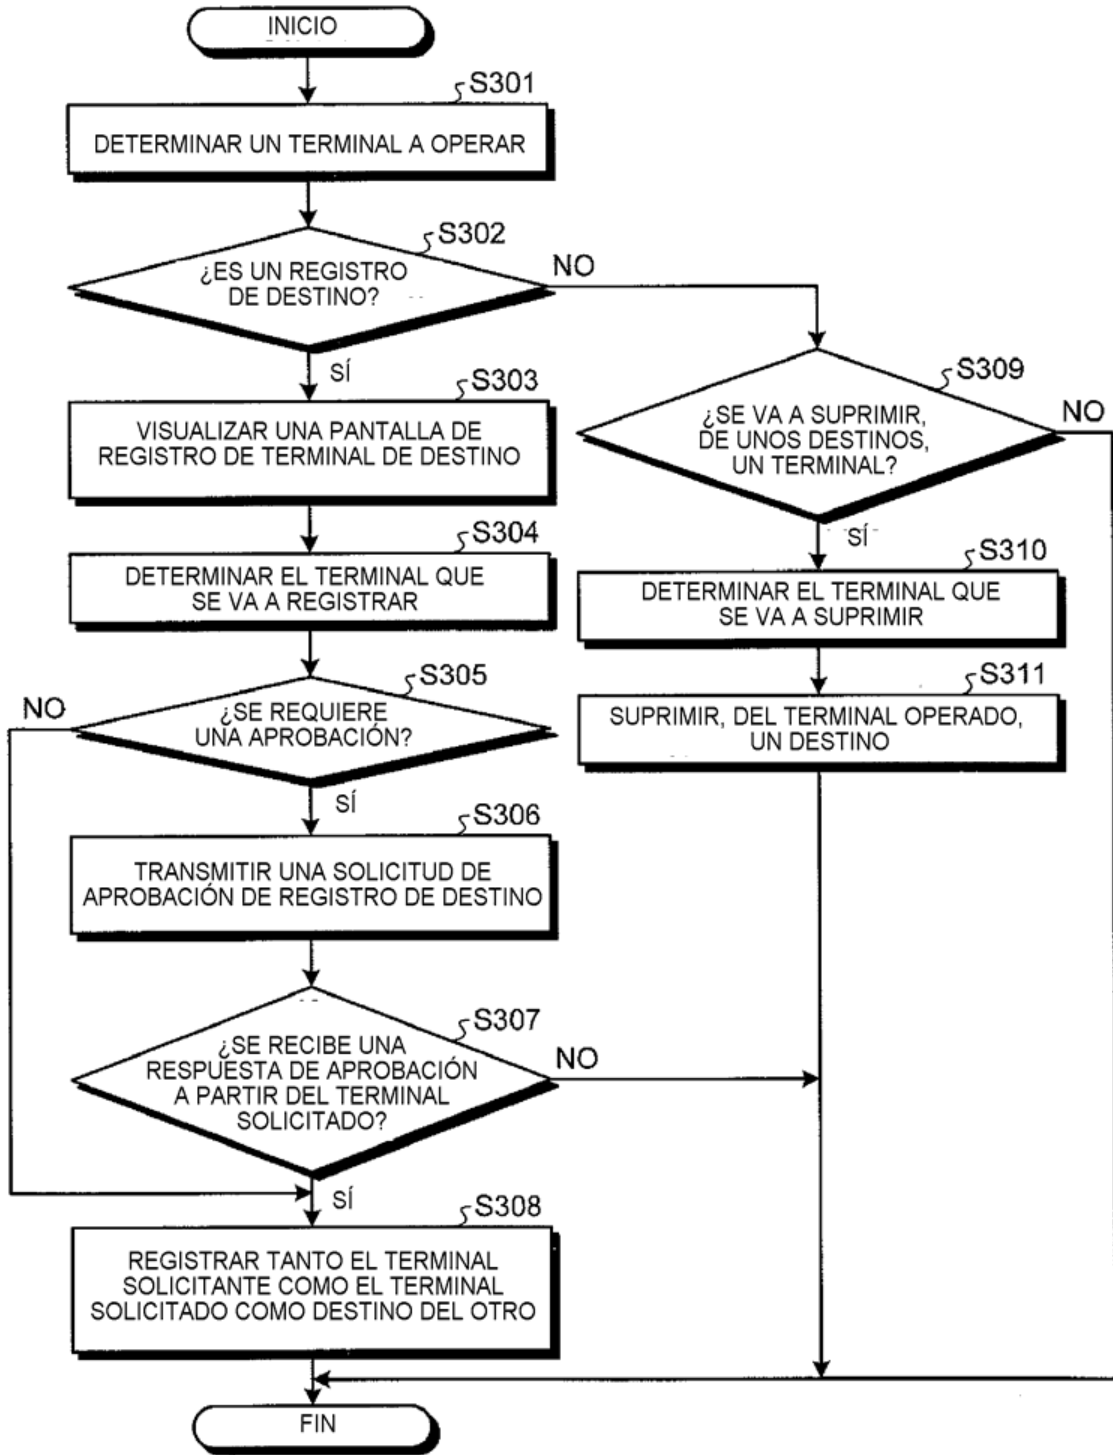 INICIO
S301
DETERMINAR UN TERMINAL A OPERAR
S302
¿ES UN REGISTRO
DE DESTINO?
NO
SÍ
S303
VISUALIZAR UNA PANTALLA DE
REGISTRO DE TERMINAL DE DESTINO
S304
DETERMINAR EL TERMINAL QUE
SE VA A REGISTRAR
S305
¿SE REQUIERE
UNA APROBACIÓN?
NO
SÍ
S306
TRANSMITIR UNA SOLICITUD DE
APROBACIÓN DE REGISTRO DE DESTINO
S307
¿SE RECIBE UNA
RESPUESTA DE APROBACIÓN
A PARTIR DEL TERMINAL
SOLICITADO?
NO
SÍ
S308
REGISTRAR TANTO EL TERMINAL
SOLICITANTE COMO EL TERMINAL
SOLICITADO COMO DESTINO DEL OTRO
S309
¿SE VA A SUPRIMIR,
DE UNOS DESTINOS,
UN TERMINAL?
NO
SÍ
S310
DETERMINAR EL TERMINAL QUE
SE VA A SUPRIMIR
S311
SUPRIMIR, DEL TERMINAL OPERADO,
UN DESTINO
FIN